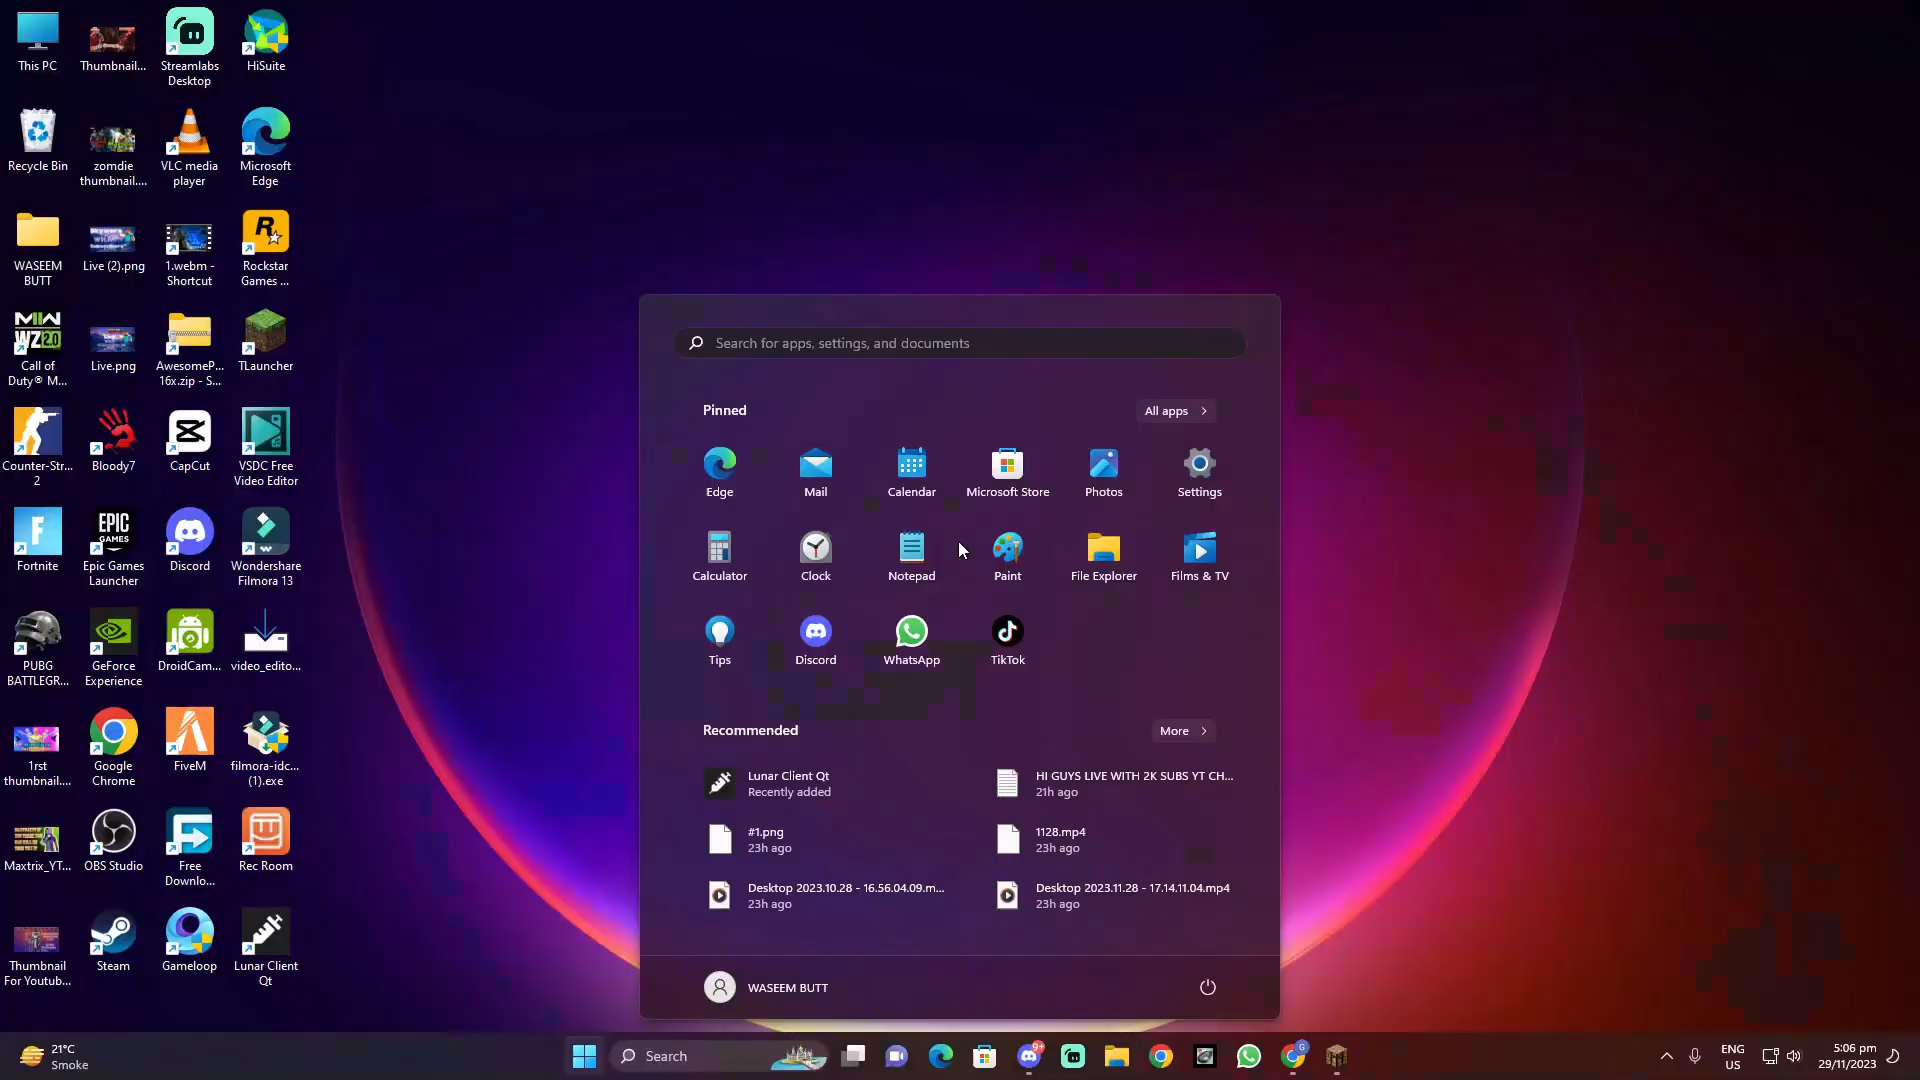 This PC
Thumbnail...
Streamlabs
Desktop
HiSuite
Recycle Bin
zomdie
thumbnail....
VLC media
player
Microsoft
Edge
WASEEM
BUTT
Live (2).png
1.webm -
Shortcut
Rockstar
Games ...
MW
WZ 2.0
Call of
Duty® M...
Live.png
AwesomeP...
16x.zip - S...
TLauncher
Counter-Str...
2
Bloody7
CapCut
VSDC Free
Video Editor
Fortnite
EPIC
GAMES
Epic Games
Launcher
Discord
Wondershare
Filmora 13
PUBG
BATTLEGR...
GeForce
Experience
DroidCam...
video_edito...
1rst
thumbnail....
Google
Chrome
FiveM
filmora-idc...
(1).exe
Maxtrix_YT...
OBS Studio
Free
Downlo...
Rec Room
Thumbnail
For Youtub...
Steam
Gameloop
Lunar Client
Qt
Search for apps, settings, and documents
Pinned
All apps
Edge
Mail
Calendar
Microsoft Store
Photos
Settings
Calculator
Clock
Notepad
Paint
File Explorer
Films & TV
Tips
Discord
WhatsApp
TikTok
Recommended
More
Lunar Client Qt
Recently added
HI GUYS LIVE WITH 2K SUBS YT CH...
21h ago
#1.png
23h ago
1128.mp4
23h ago
Desktop 2023.10.28 - 16.56.04.09.m...
23h ago
Desktop 2023.11.28 - 17.14.11.04.mp4
23h ago
WASEEM BUTT
21°C
Smoke
Search
9+
G
ENG
US
5:06 pm
29/11/2023